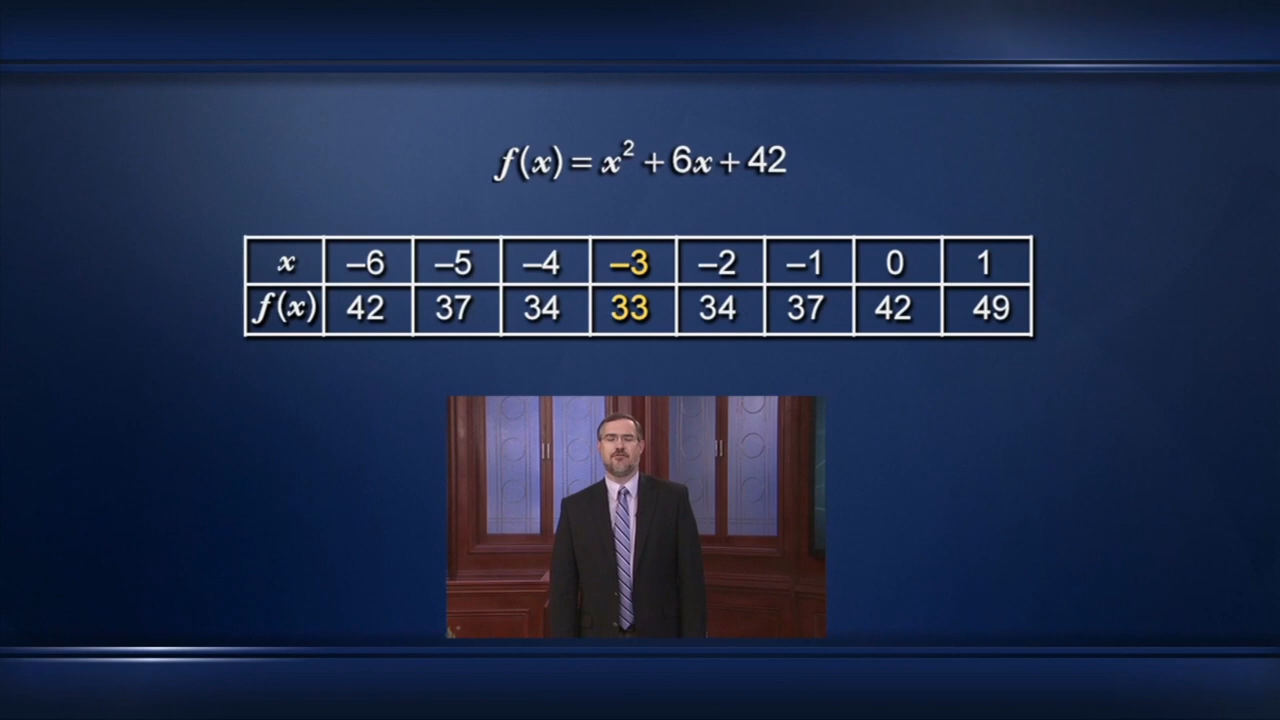 f(x) = x² + 6x + 42
x –6 –5 –4 –3 –2 –1 0 1
f(x) 42 37 34 33 34 37 42 49